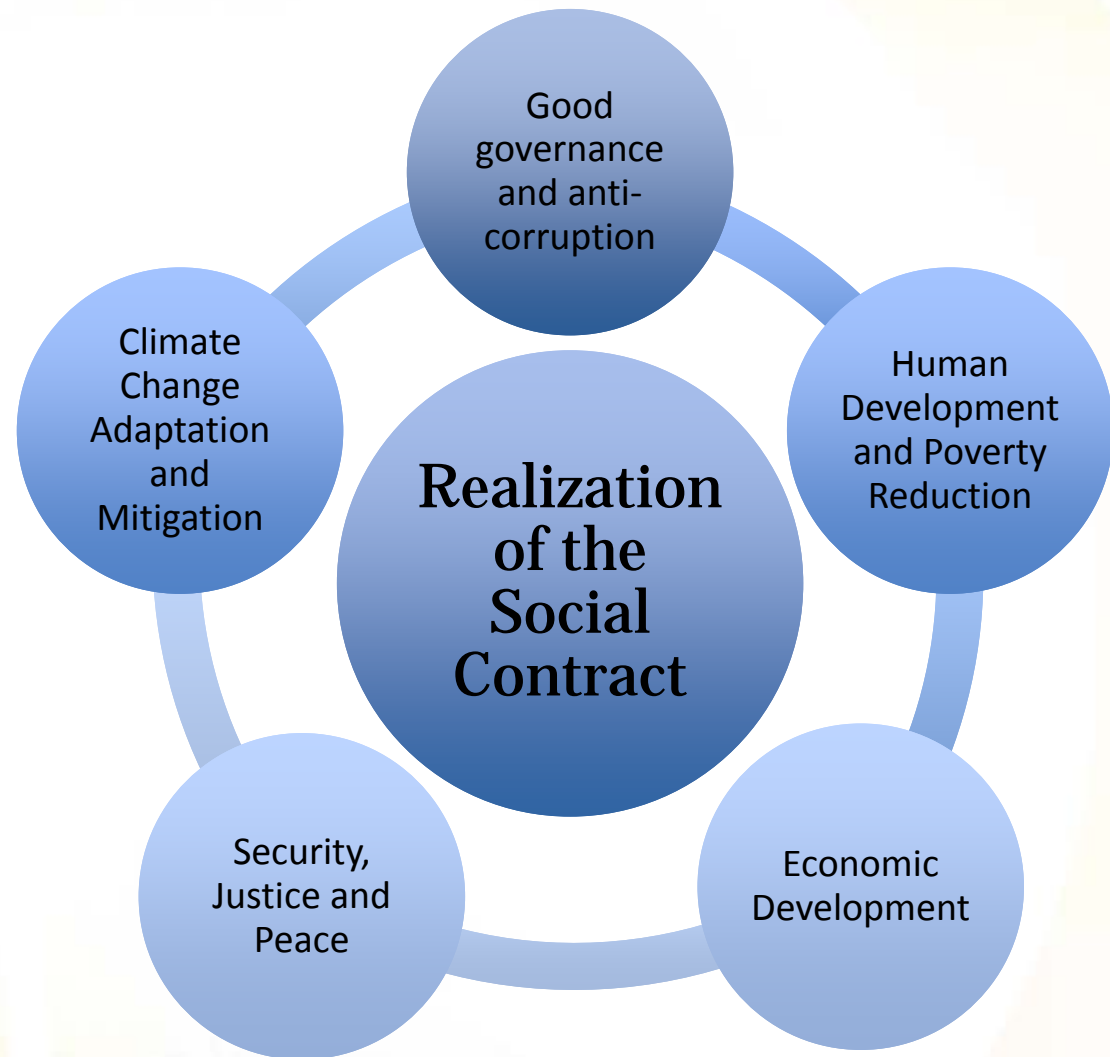 Good
governance
and anti-
corruption
Human
Development
and Poverty
Reduction
Economic
Development
Security,
Justice and
Peace
Climate
Change
Adaptation
and
Mitigation
Realization
of the
Social
Contract